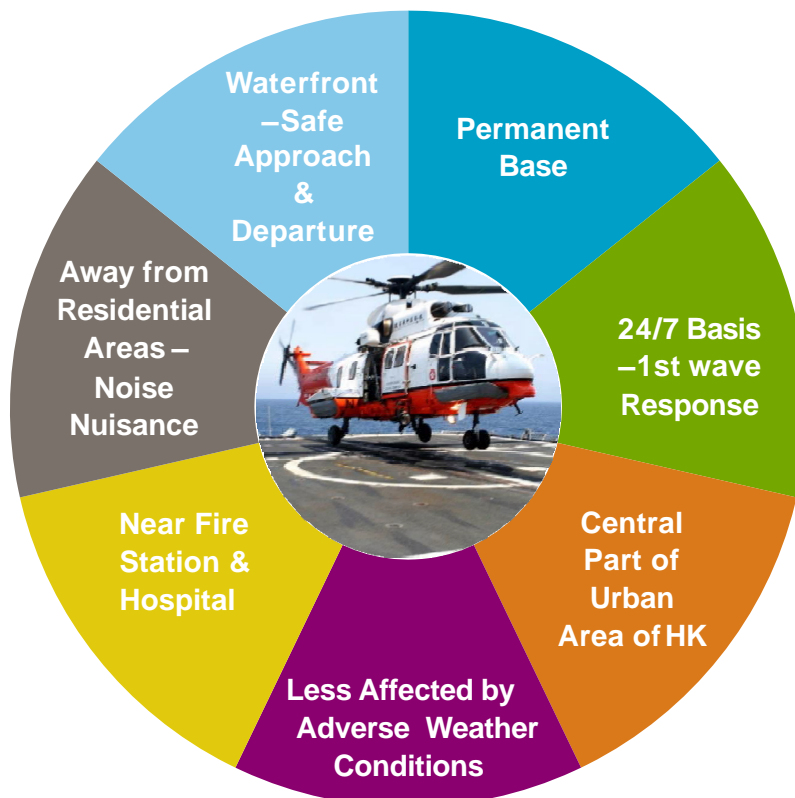 Permanent
Base
24/7 Basis
–1st wave
Response
Central
Part of
Urban
Area of HK
Less Affected by
Adverse Weather
Conditions
Near Fire
Station &
Hospital
Away from
Residential
Areas –
Noise
Nuisance
Waterfront
–Safe
Approach
&
Departure